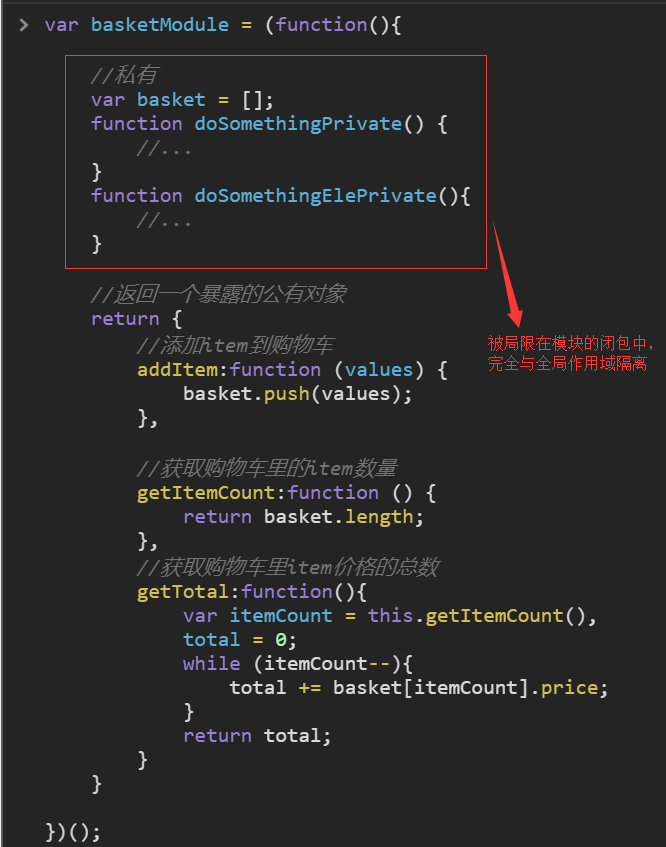 var basketModule = (function(){
//私有
var basket = [];
function doSomethingPrivate() {
//...
}
function doSomethingElePrivate(){
//...
}
//返回一个暴露的公有对象
return {
//添加item到购物车
addItem:function (values) {
basket.push(values);
},
//获取购物车里的item数量
getItemCount:function () {
return basket.length;
},
//获取购物车里item价格的总数
getTotal:function(){
var itemCount = this.getItemCount(),
total = 0;
while (itemCount--){
total += basket[itemCount].price;
}
return total;
}
}
})();
被局限在模块的闭包中，
完全与全局作用域隔离